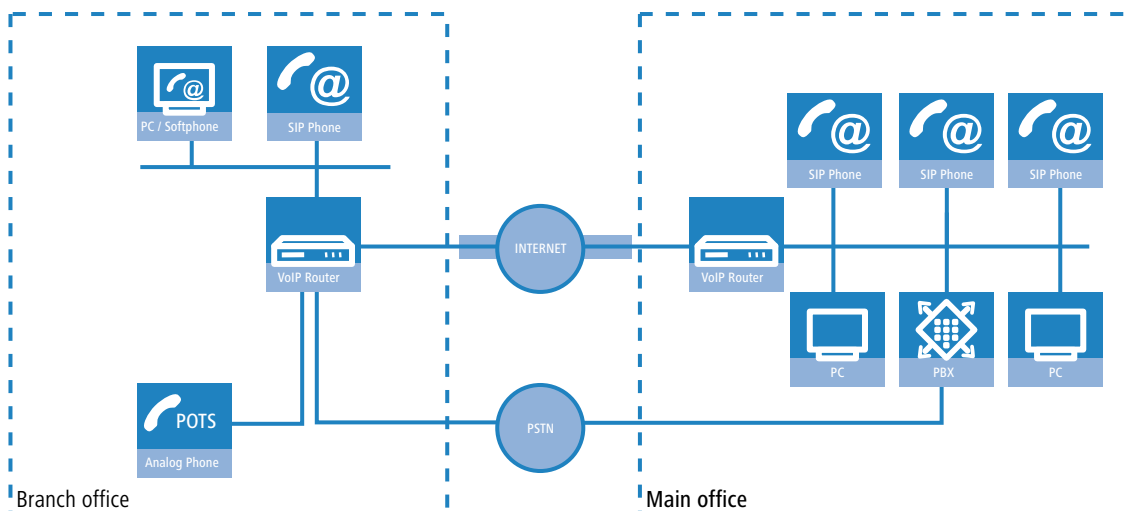 PC / Softphone
SIP Phone
SIP Phone
SIP Phone
SIP Phone
VoIP Router
INTERNET
VoIP Router
PC
PBX
PC
POTS
Analog Phone
PSTN
Branch office
Main office